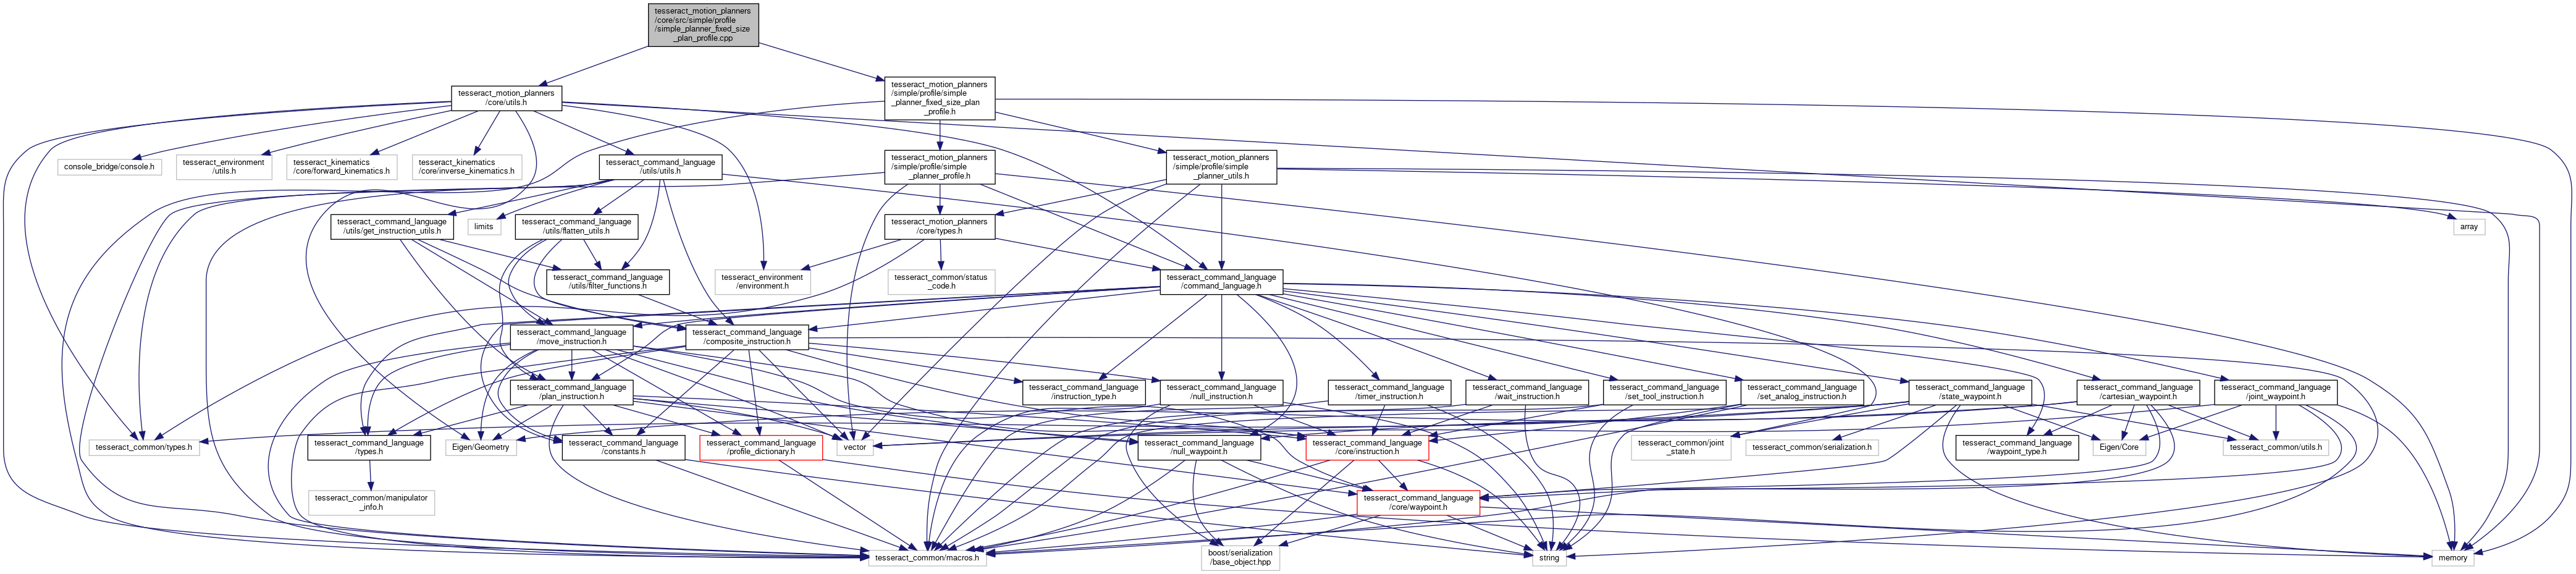 tesseract_motion_planners
/core/src/simple/profile
/simple_planner_fixed_size
_plan_profile.cpp
tesseract_motion_planners
/core/utils.h
tesseract_motion_planners
/simple/profile/simple
_planner_fixed_size_plan
_profile.h
console_bridge/console.h
tesseract_environment
/utils.h
tesseract_kinematics
/core/forward_kinematics.h
tesseract_kinematics
/core/inverse_kinematics.h
tesseract_command_language
/utils/utils.h
tesseract_motion_planners
/simple/profile/simple
_planner_profile.h
tesseract_motion_planners
/simple/profile/simple
_planner_utils.h
tesseract_command_language
/utils/get_instruction_utils.h
limits
tesseract_command_language
/utils/flatten_utils.h
tesseract_motion_planners
/core/types.h
array
tesseract_command_language
/utils/filter_functions.h
tesseract_environment
/environment.h
tesseract_common/status
_code.h
tesseract_command_language
/command_language.h
tesseract_command_language
/move_instruction.h
tesseract_command_language
/composite_instruction.h
tesseract_command_language
/plan_instruction.h
tesseract_command_language
/instruction_type.h
tesseract_command_language
/null_instruction.h
tesseract_command_language
/timer_instruction.h
tesseract_command_language
/wait_instruction.h
tesseract_command_language
/set_tool_instruction.h
tesseract_command_language
/set_analog_instruction.h
tesseract_command_language
/state_waypoint.h
tesseract_command_language
/cartesian_waypoint.h
tesseract_command_language
/joint_waypoint.h
tesseract_common/types.h
tesseract_command_language
/types.h
Eigen/Geometry
tesseract_command_language
/constants.h
tesseract_command_language
/profile_dictionary.h
vector
tesseract_command_language
/null_waypoint.h
tesseract_command_language
/core/instruction.h
tesseract_common/joint
_state.h
tesseract_common/serialization.h
tesseract_command_language
/waypoint_type.h
Eigen/Core
tesseract_common/utils.h
tesseract_common/manipulator
_info.h
tesseract_command_language
/core/waypoint.h
tesseract_common/macros.h
boost/serialization
/base_object.hpp
string
memory